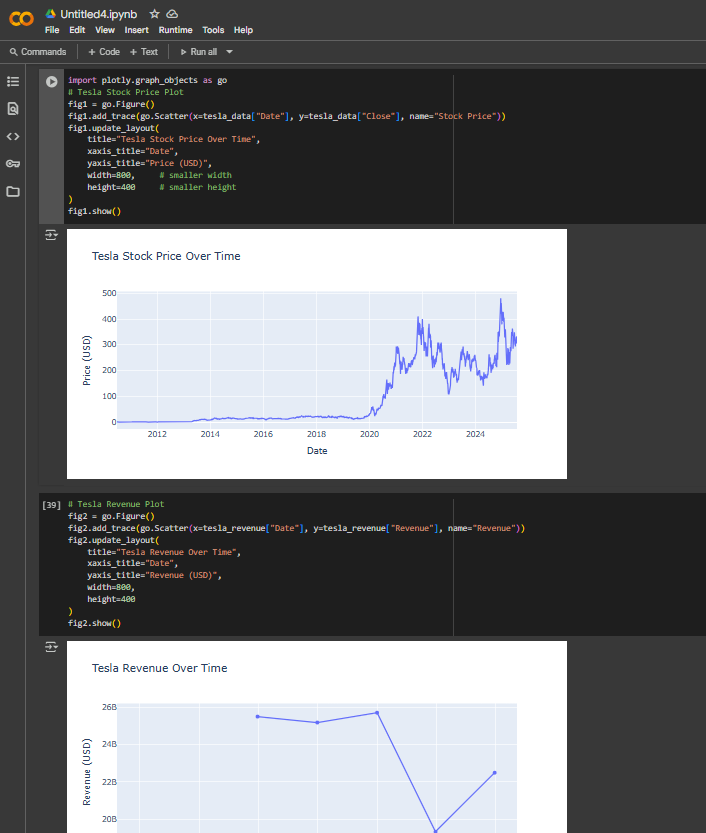 Untitled4.ipynb
File Edit View Insert Runtime Tools Help
Commands + Code + Text Run all
import plotly.graph_objects as go
# Tesla Stock Price Plot
fig1 = go.Figure()
fig1.add_trace(go.Scatter(x=tesla_data["Date"], y=tesla_data["Close"], name="Stock Price"))
fig1.update_layout(
    title="Tesla Stock Price Over Time",
    xaxis_title="Date",
    yaxis_title="Price (USD)",
    width=800,     # smaller width
    height=400     # smaller height
)
fig1.show()
Tesla Stock Price Over Time
500
400
300
200
100
0
Price (USD)
2012 2014 2016 2018 2020 2022 2024
Date
[39] # Tesla Revenue Plot
fig2 = go.Figure()
fig2.add_trace(go.Scatter(x=tesla_revenue["Date"], y=tesla_revenue["Revenue"], name="Revenue"))
fig2.update_layout(
    title="Tesla Revenue Over Time",
    xaxis_title="Date",
    yaxis_title="Revenue (USD)",
    width=800,
    height=400
)
fig2.show()
Tesla Revenue Over Time
26B
24B
22B
20B
Revenue (USD)